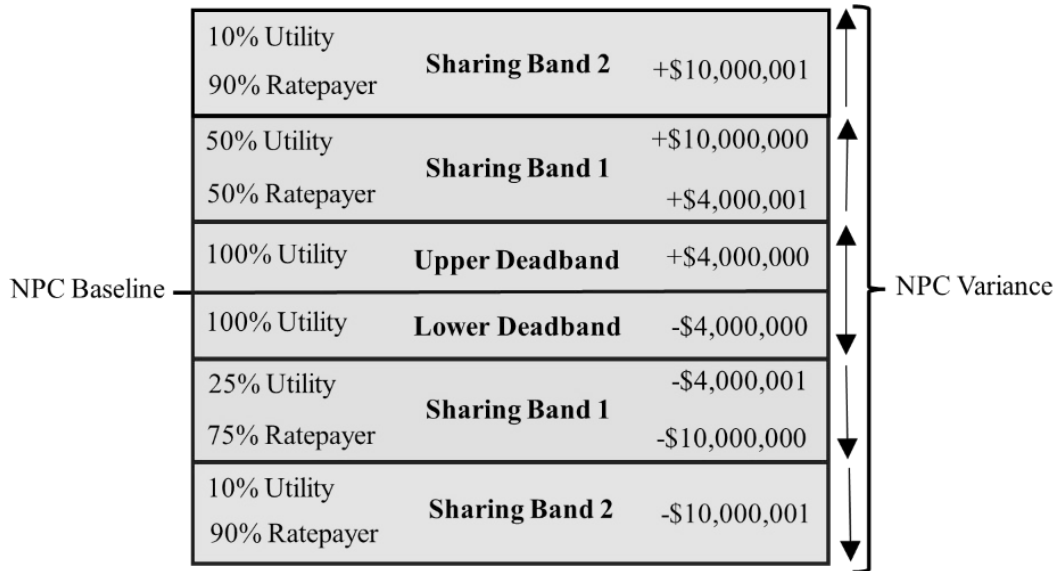 10% Utility
90% Ratepayer
Sharing Band 2
+$10,000,001
50% Utility
50% Ratepayer
Sharing Band 1
+$10,000,000
+$4,000,001
100% Utility
Upper Deadband
+$4,000,000
NPC Baseline
NPC Variance
100% Utility
Lower Deadband
-$4,000,000
25% Utility
75% Ratepayer
Sharing Band 1
-$4,000,001
-$10,000,000
10% Utility
90% Ratepayer
Sharing Band 2
-$10,000,001